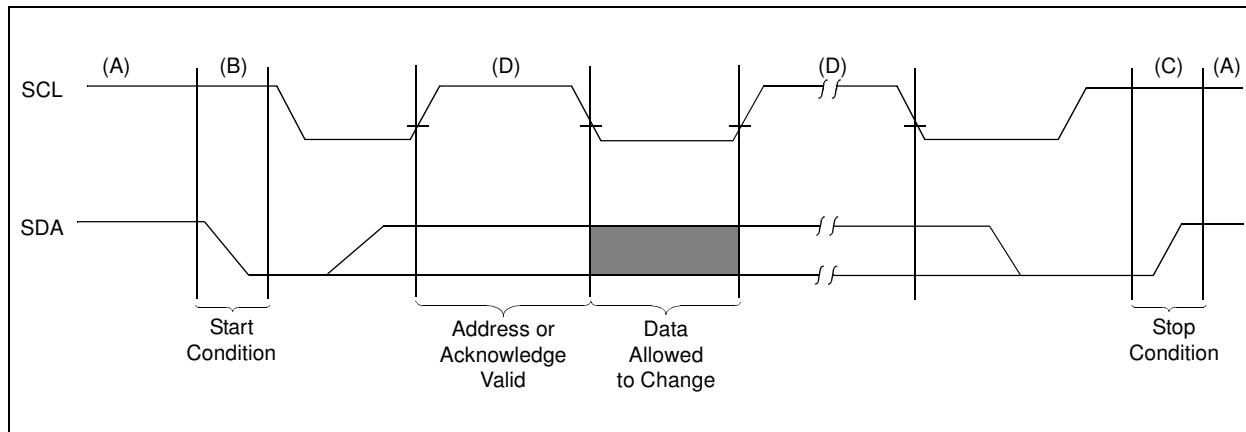 (A) (B) (D) (D) (C) (A)
SCL
SDA
Start
Condition
Address or
Acknowledge
Valid
Data
Allowed
to Change
Stop
Condition